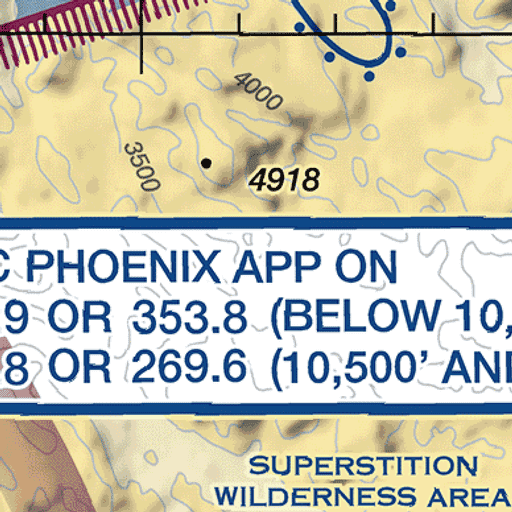 4000
3500
4918
C PHOENIX APP ON
9 OR 353.8 (BELOW 10,
8 OR 269.6 (10,500' AND
SUPERSTITION
WILDERNESS AREA